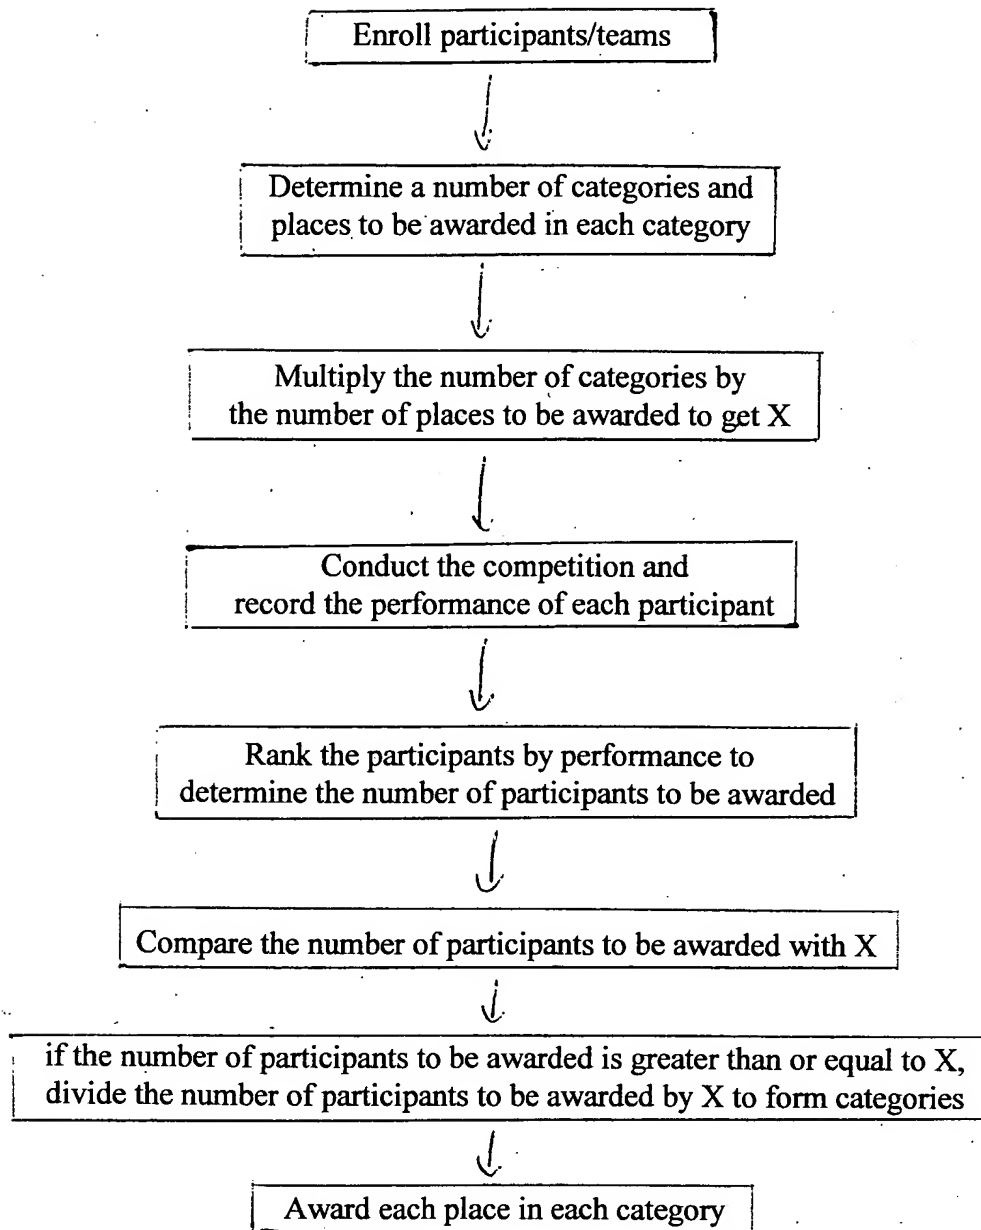 Enroll participants/teams
Determine a number of categories and
places to be awarded in each category
Multiply the number of categories by
the number of places to be awarded to get X
Conduct the competition and
record the performance of each participant
Rank the participants by performance to
determine the number of participants to be awarded
Compare the number of participants to be awarded with X
if the number of participants to be awarded is greater than or equal to X,
divide the number of participants to be awarded by X to form categories
Award each place in each category